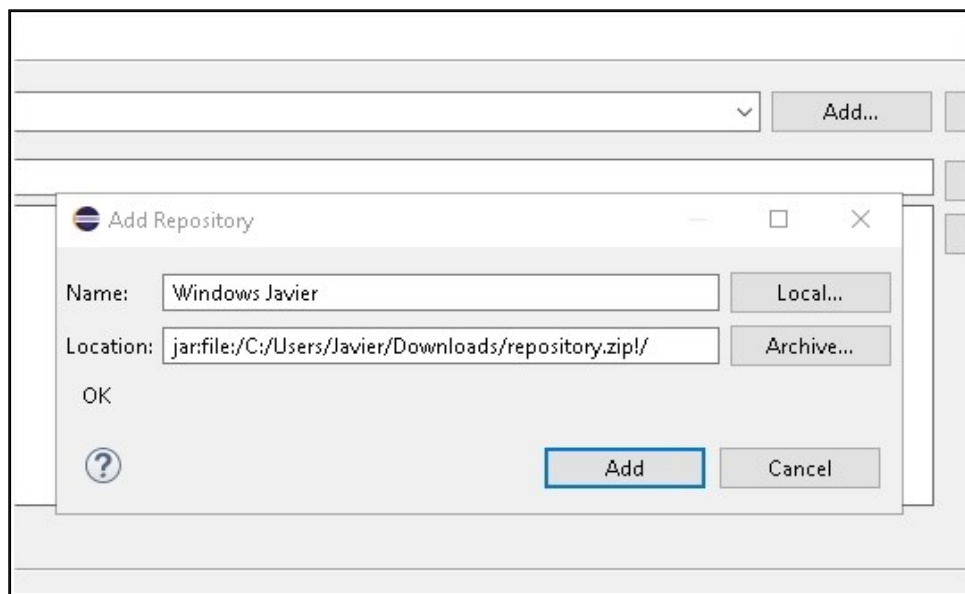 Add...
Add Repository
Name: Windows Javier Local...
Location: jar:file:/C:/Users/Javier/Downloads/repository.zip!/ Archive...
OK
? Add Cancel